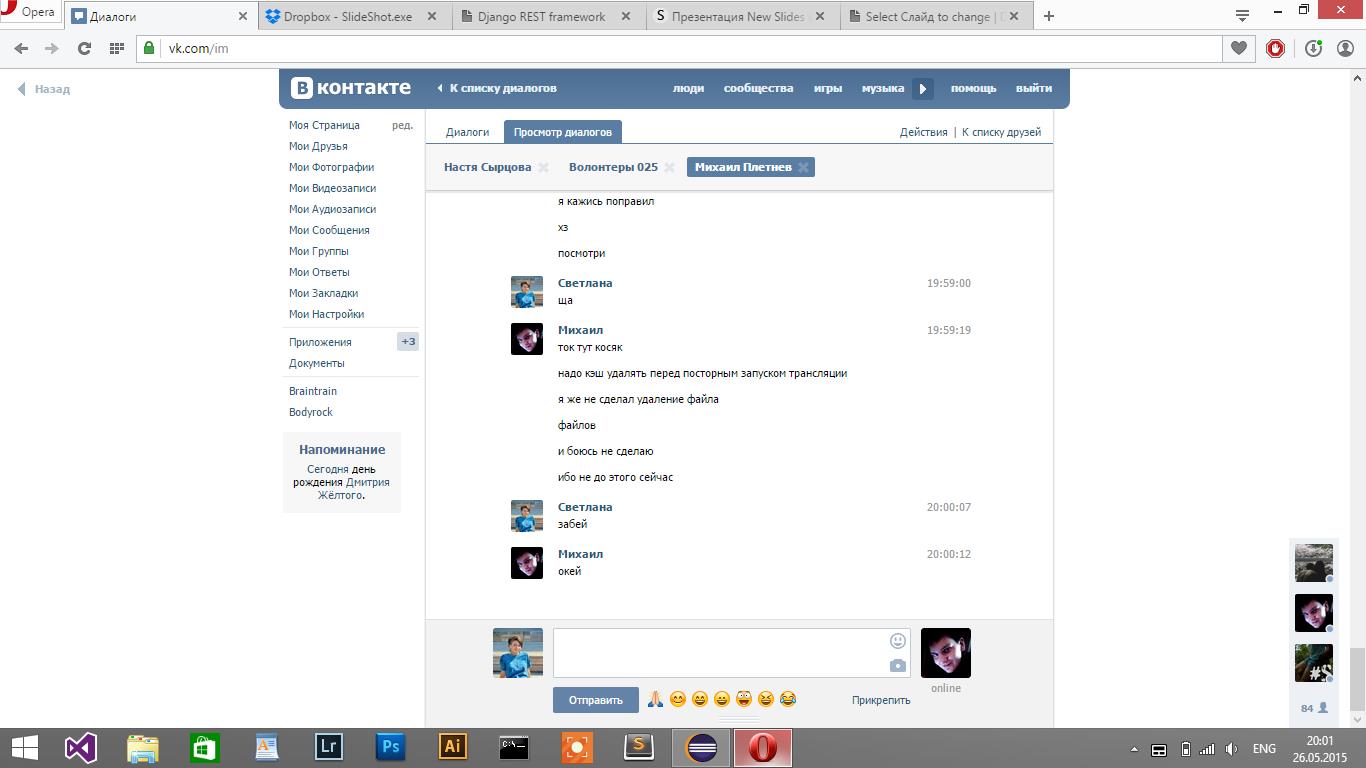 Opera
Диалоги
Dropbox - SlideShot.exe
Django REST framework
S Презентация New Slides
Select Слайд to change | D
vk.com/im
Назад
В контакте
К списку диалогов
люди
сообщества
игры
музыка
помощь
выйти
Моя Страница
ред.
Мои Друзья
Мои Фотографии
Мои Видеозаписи
Мои Аудиозаписи
Мои Сообщения
Мои Группы
Мои Ответы
Мои Закладки
Мои Настройки
Приложения
+3
Документы
Braintrain
Bodyrock
Напоминание
Сегодня день
рождения Дмитрия
Жёлтого.
Диалоги
Просмотр диалогов
Действия | К списку друзей
Настя Сырцова
Волонтеры 025
Михаил Плетнев
я кажись поправил
хз
посмотри
Светлана
19:59:00
ща
Михаил
19:59:19
ток тут косяк
надо кэш удалять перед посторным запуском трансляции
я же не сделал удаление файла
файлов
и боюсь не сделаю
ибо не до этого сейчас
Светлана
20:00:07
забей
Михаил
20:00:12
окей
online
Отправить
Прикрепить
#S
84
Lr
Ps
Ai
C:\
S
ENG
20:01
26.05.2015